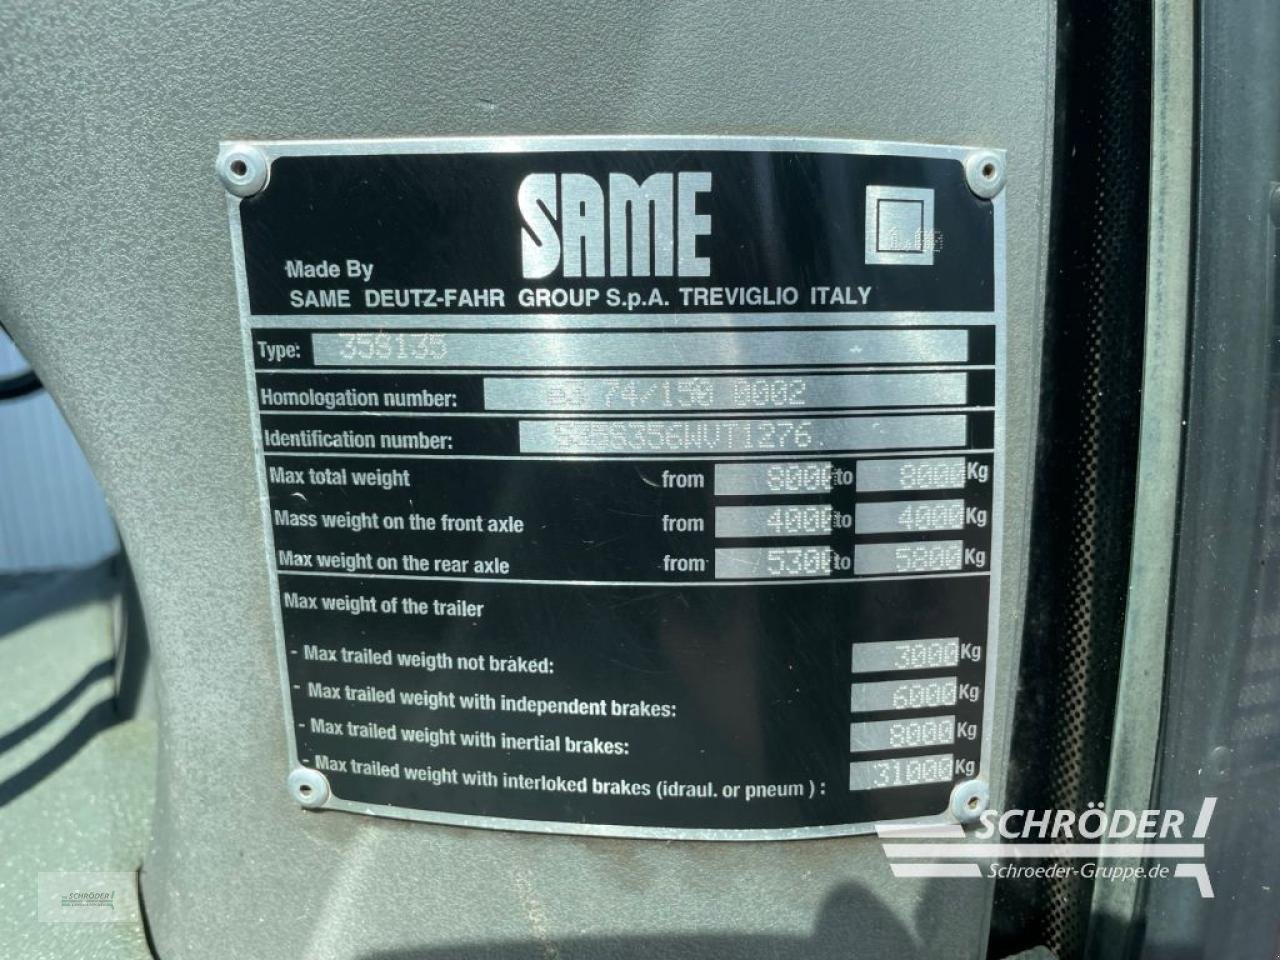 SAME
Made By
SAME DEUTZ-FAHR GROUP S.p.A. TREVIGLIO ITALY
Type: 35S135
Homologation number: 74/150 0002
Identification number:
Max total weight from 8000 to 8000 Kg
Mass weight on the front axle from 4000 to 4000 Kg
Max weight on the rear axle from 5300 to 5800 Kg
Max weight of the trailer
- Max trailed weigth not braked: 3000 Kg
- Max trailed weight with independent brakes: 6000 Kg
- Max trailed weight with inertial brakes: 8000 Kg
- Max trailed weight with interloked brakes (idraul. or pneum ) : 31000 Kg
SCHRÖDER
Schroeder-Gruppe.de
SCHRÖDER